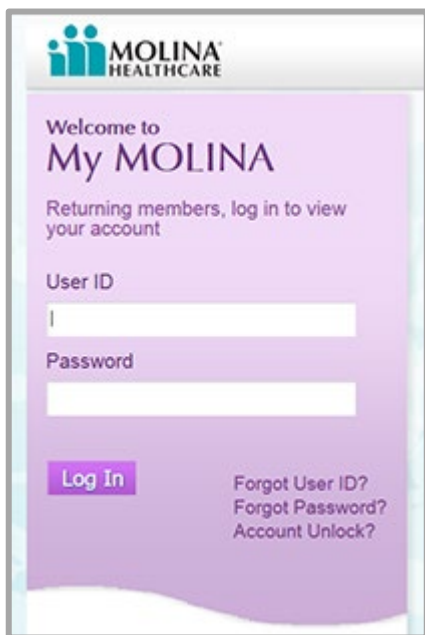 MOLINA
HEALTHCARE
Welcome to
My MOLINA
Returning members, log in to view
your account
User ID
Password
Log In
Forgot User ID?
Forgot Password?
Account Unlock?